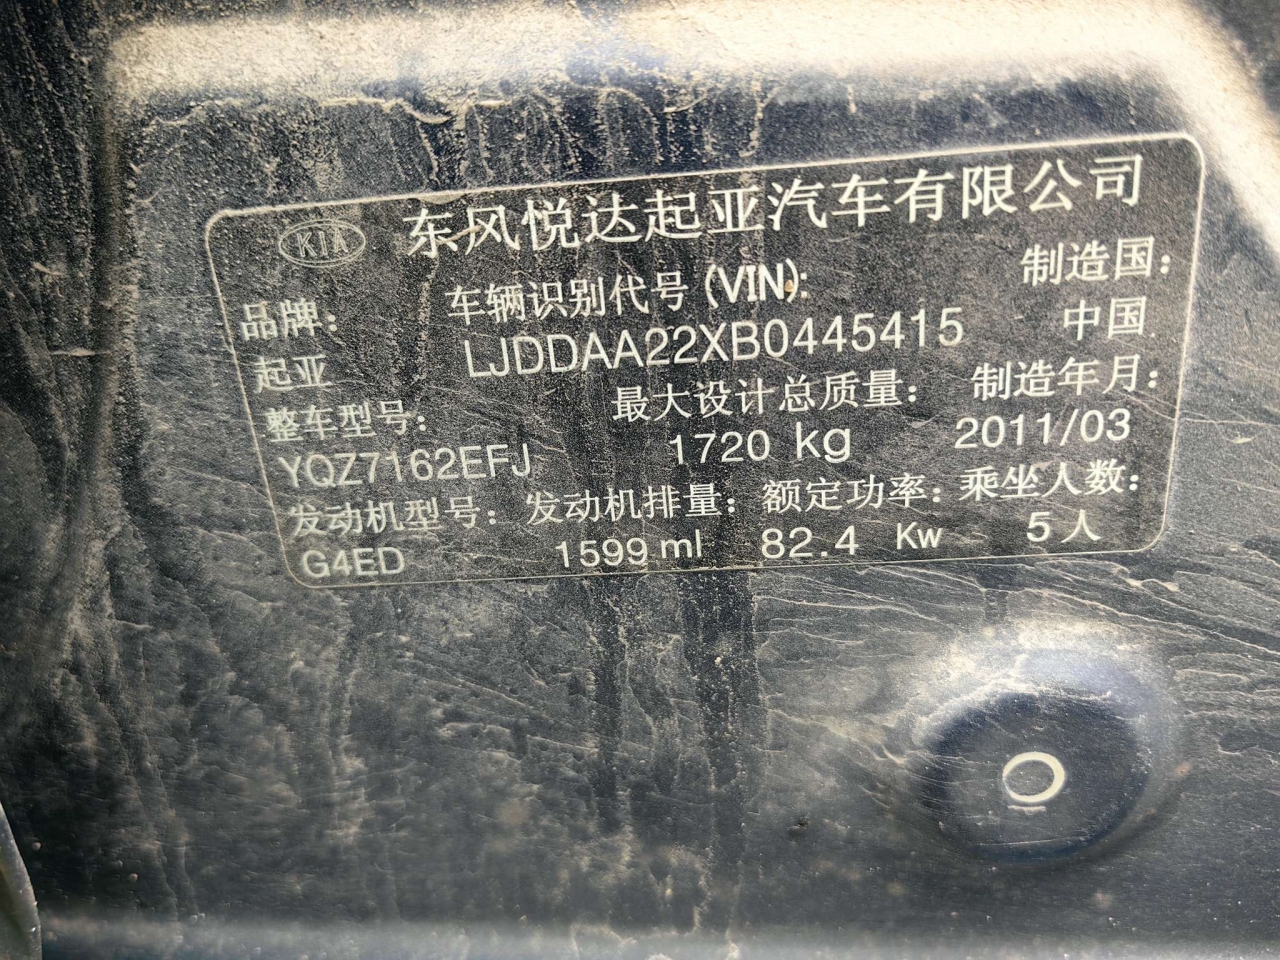 KIA 东风悦达起亚汽车有限公司
品牌： 车辆识别代号 (VIN): 制造国：
起亚 LJDDAA22XB0445415 中国
整车型号： 最大设计总质量： 制造年月：
YQZ7162EFJ 1720 kg 2011/03
发动机型号： 发动机排量： 额定功率： 乘坐人数：
G4ED 1599 ml 82.4 Kw 5人